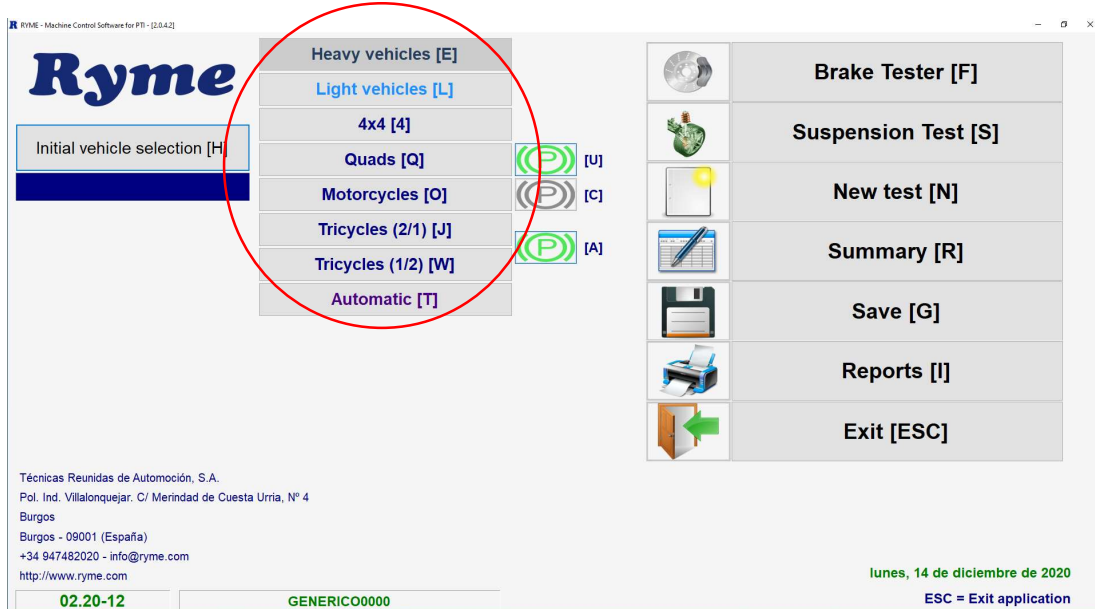 RYME - Machine Control Software for PTI - [2.0.4.2]
Ryme
Initial vehicle selection [H]
Heavy vehicles [E]
Light vehicles [L]
4x4 [4]
Quads [Q]
Motorcycles [O]
Tricycles (2/1) [J]
Tricycles (1/2) [W]
Automatic [T]
(P) [U]
(P) [C]
(P) [A]
Brake Tester [F]
Suspension Test [S]
New test [N]
Summary [R]
Save [G]
Reports [I]
Exit [ESC]
Técnicas Reunidas de Automoción, S.A.
Pol. Ind. Villalonquejar. C/ Merindad de Cuesta Urria, Nº 4
Burgos
Burgos - 09001 (España)
+34 947482020 - info@ryme.com
http://www.ryme.com
02.20-12
GENERICO0000
lunes, 14 de diciembre de 2020
ESC = Exit application